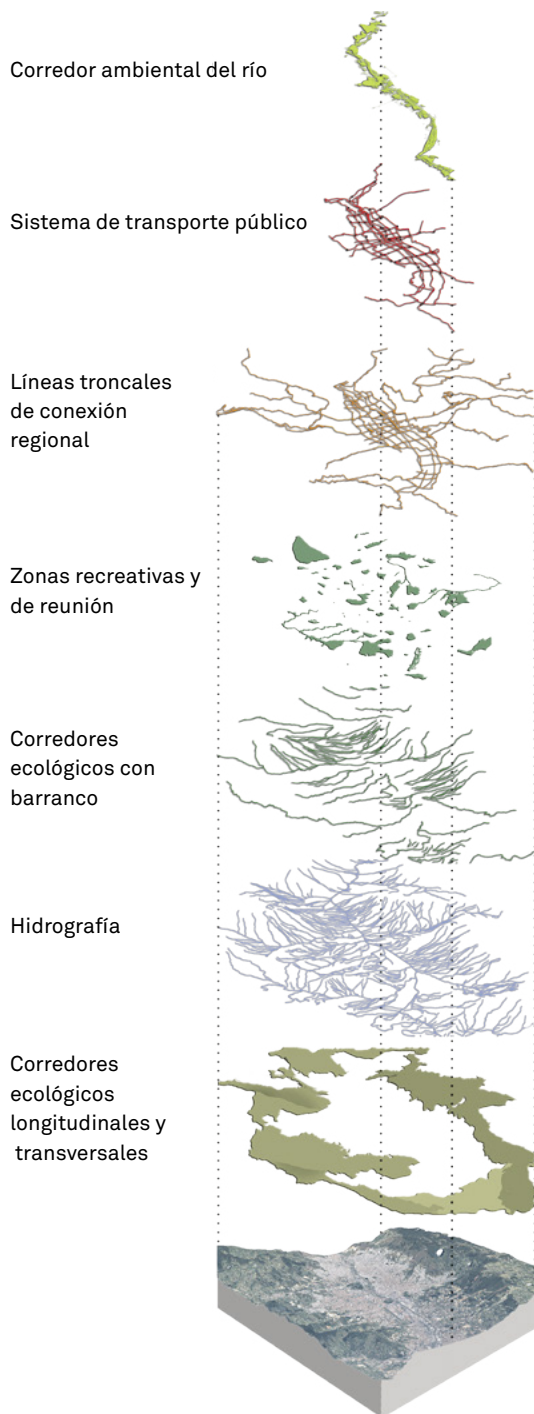 Corredor ambiental del río
Sistema de transporte público
Líneas troncales
de conexión
regional
Zonas recreativas y
de reunión
Corredores
ecológicos con
barranco
Hidrografía
Corredores
ecológicos
longitudinales y
transversales